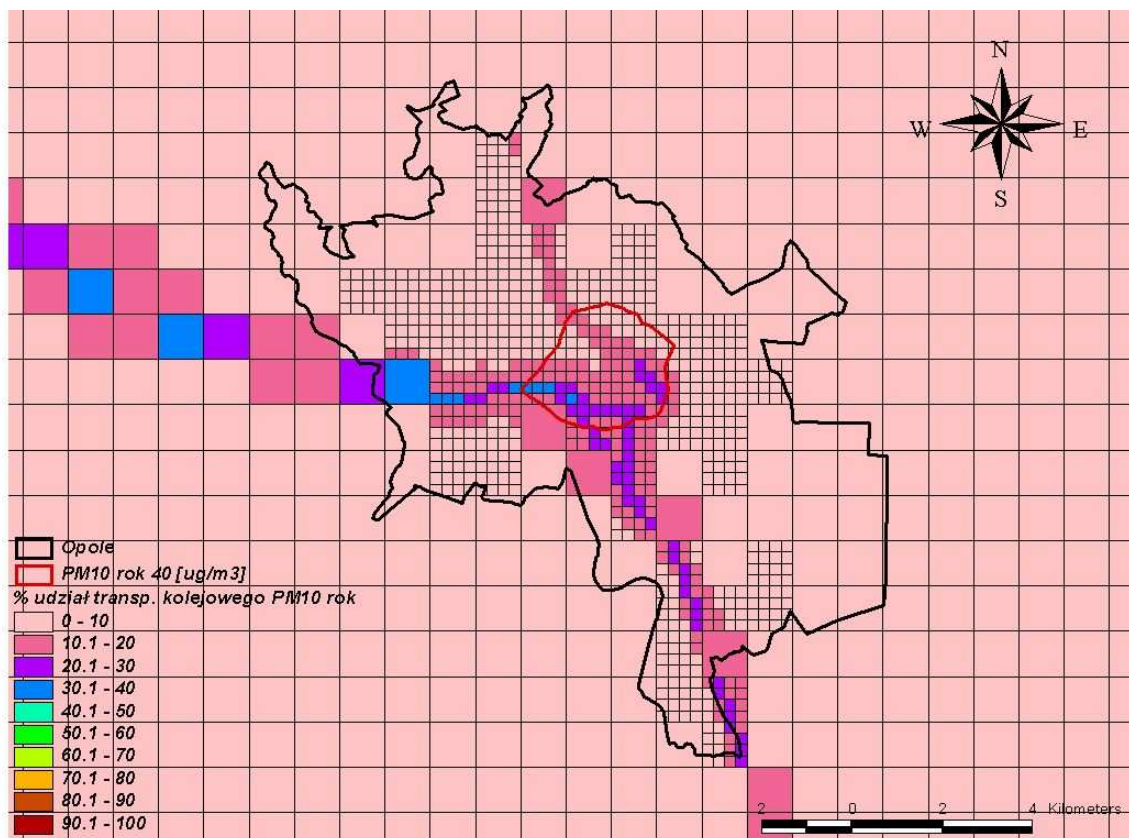 N
W E
S
Opole
PM10 rok 40 [ug/m3]
% udział transp. kolejowego PM10 rok
0 - 10
10.1 - 20
20.1 - 30
30.1 - 40
40.1 - 50
50.1 - 60
60.1 - 70
70.1 - 80
80.1 - 90
90.1 - 100
2 0 2 4 Kilometers